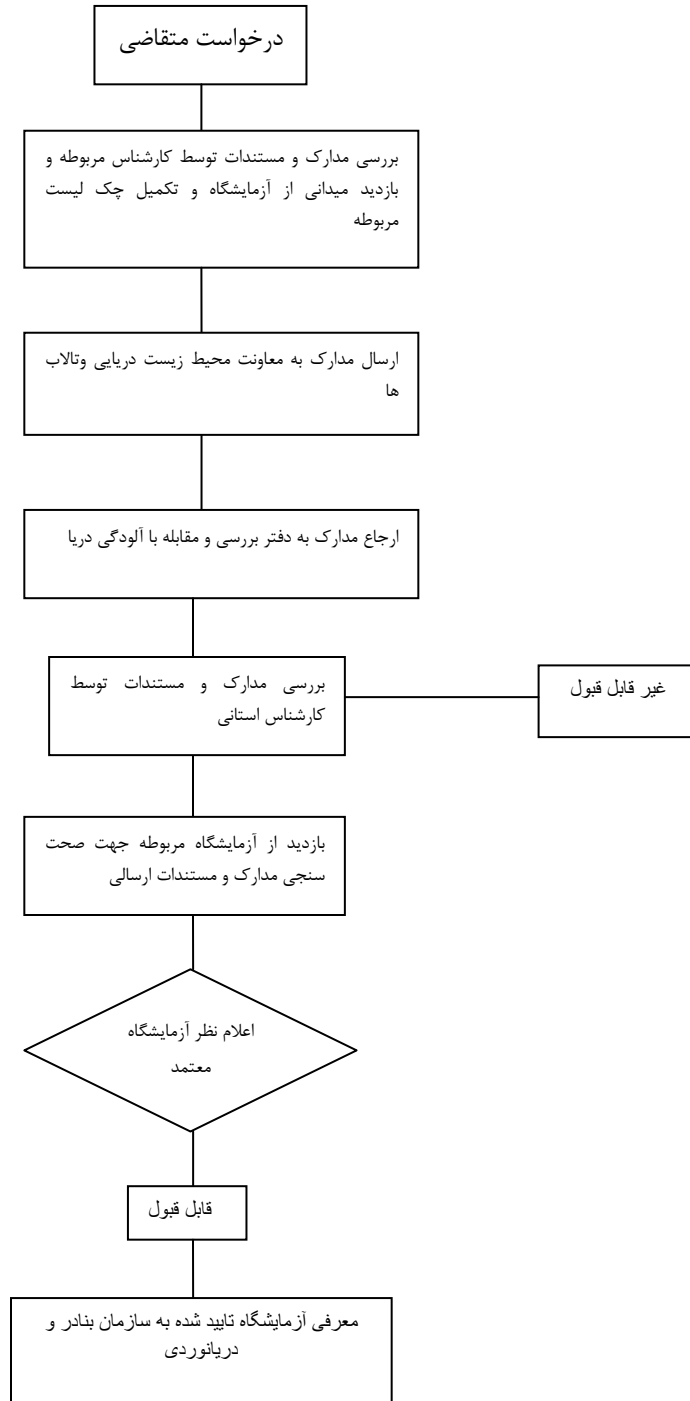 درخواست متقاضی
بررسی مدارک و مستندات توسط کارشناس مربوطه و
بازدید میدانی از آزمایشگاه و تکمیل چک لیست
مربوطه
ارسال مدارک به معاونت محیط زیست دریایی وتالاب
ها
ارجاع مدارک به دفتر بررسی و مقابله با آلودگی دریا
بررسی مدارک و مستندات توسط
کارشناس استانی
غیر قابل قبول
بازدید از آزمایشگاه مربوطه جهت صحت
سنجی مدارک و مستندات ارسالی
اعلام نظر آزمایشگاه
معتمد
قابل قبول
معرفی آزمایشگاه تایید شده به سازمان بنادر و
دریانوردی